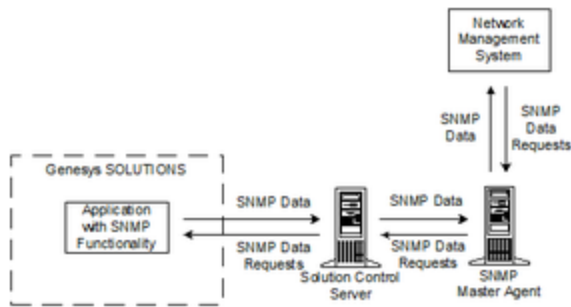 Network
Management
System
SNMP
Data
SNMP
Data
Requests
Genesys SOLUTIONS
Application
with SNMP
Functionality
SNMP Data
SNMP Data
Requests
Solution Control
Server
SNMP Data
SNMP Data
Requests
SNMP
Master Agent